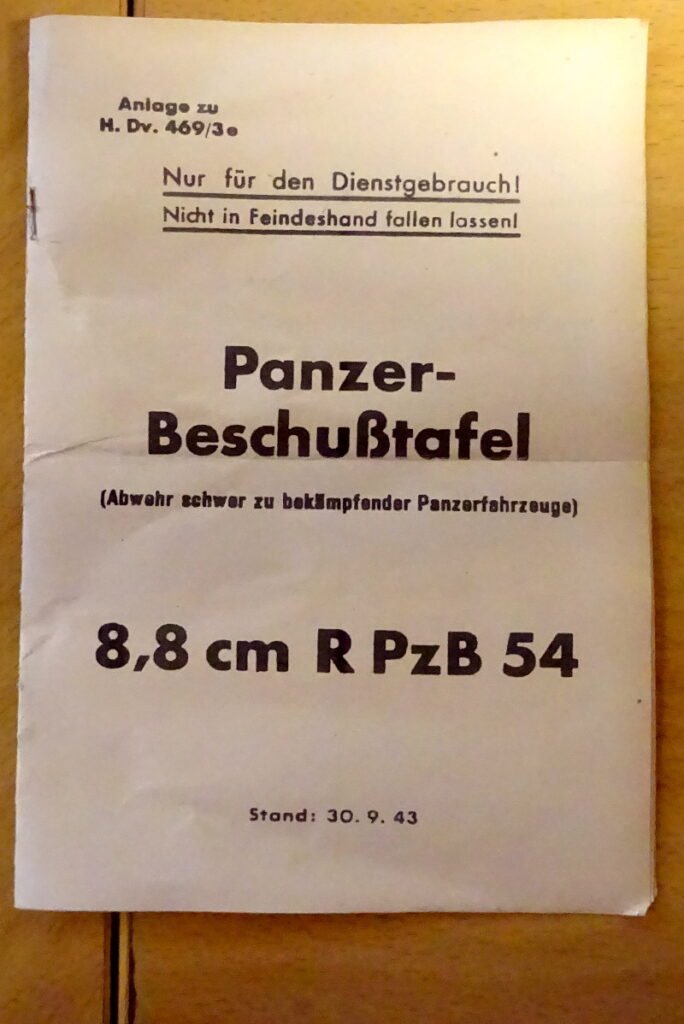 Anlage zu
H. Dv. 469/3e
Nur für den Dienstgebrauch!
Nicht in Feindeshand fallen lassen!
Panzer-
Beschußtafel
(Abwehr schwer zu bekämpfender Panzerfahrzeuge)
8,8 cm R PzB 54
Stand: 30. 9. 43